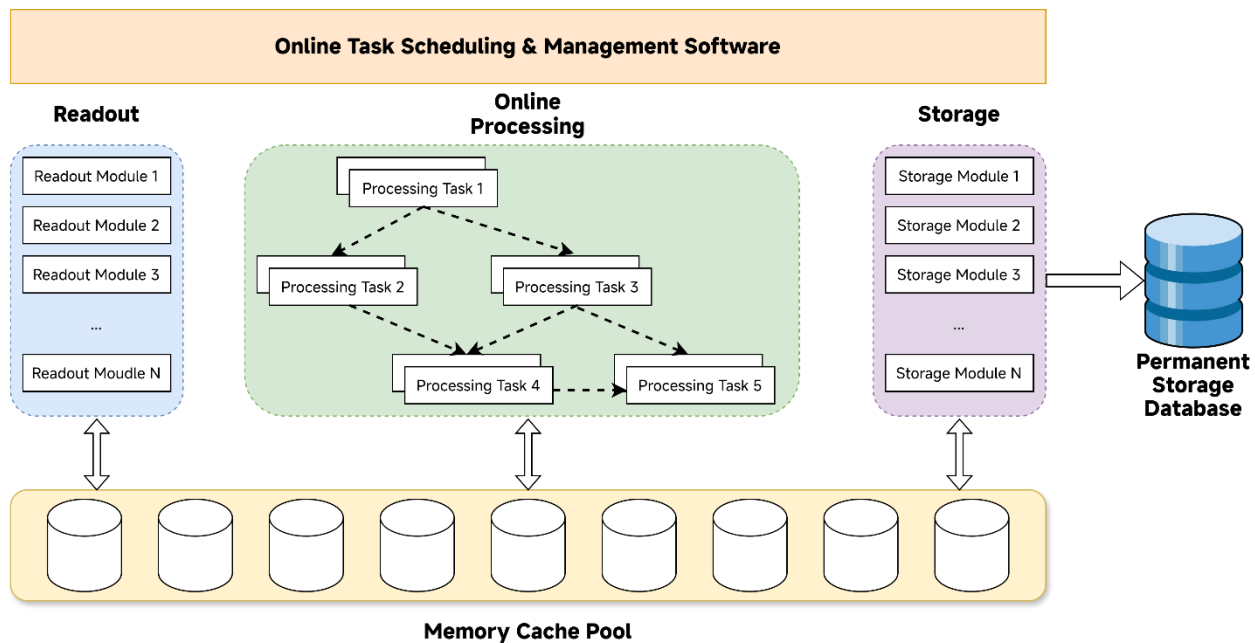 Online Task Scheduling & Management Software
Readout
Readout Module 1
Readout Module 2
Readout Module 3
...
Readout Moudle N
Online
Processing
Processing Task 1
Processing Task 2
Processing Task 3
Processing Task 4
Processing Task 5
Storage
Storage Module 1
Storage Module 2
Storage Module 3
...
Storage Module N
Permanent
Storage
Database
Memory Cache Pool